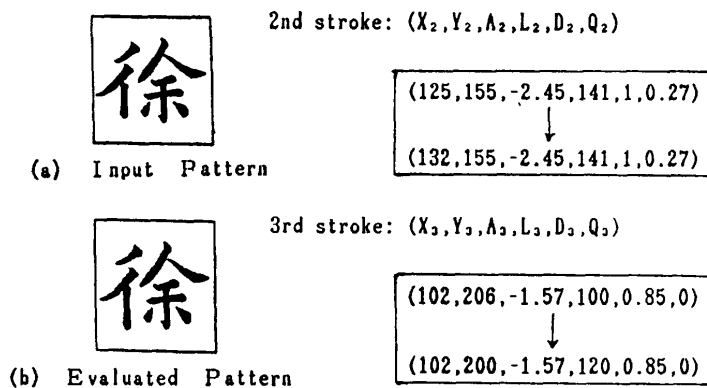 徐
(a) Input Pattern
2nd stroke: (X₂,Y₂,A₂,L₂,D₂,Q₂)
(125,155,-2.45,141,1,0.27)
↓
(132,155,-2.45,141,1,0.27)
徐
(b) Evaluated Pattern
3rd stroke: (X₃,Y₃,A₃,L₃,D₃,Q₃)
(102,206,-1.57,100,0.85,0)
↓
(102,200,-1.57,120,0.85,0)